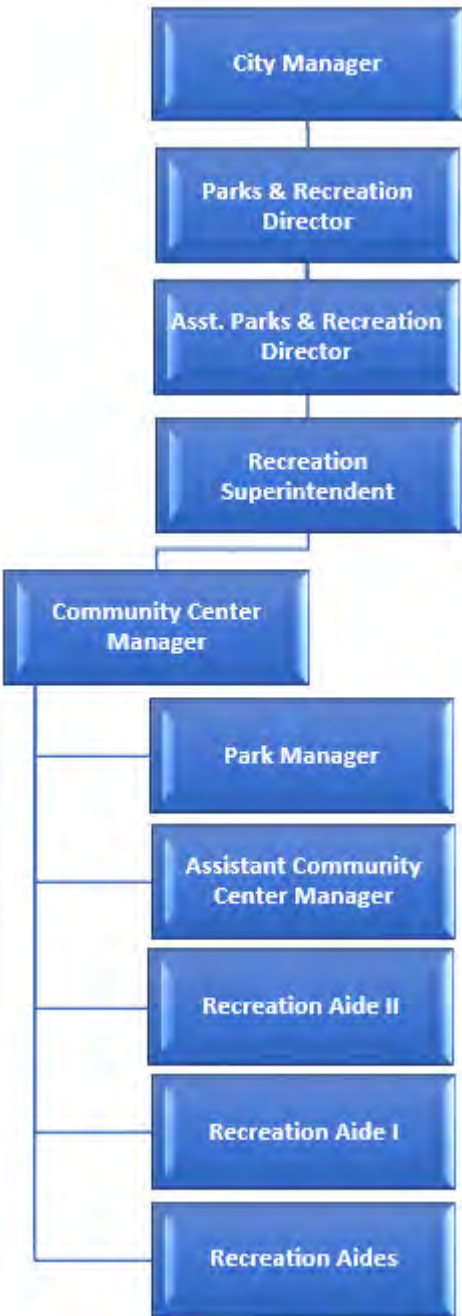 City Manager
Parks & Recreation
Director
Asst. Parks & Recreation
Director
Recreation
Superintendent
Community Center
Manager
Park Manager
Assistant Community
Center Manager
Recreation Aide II
Recreation Aide I
Recreation Aides